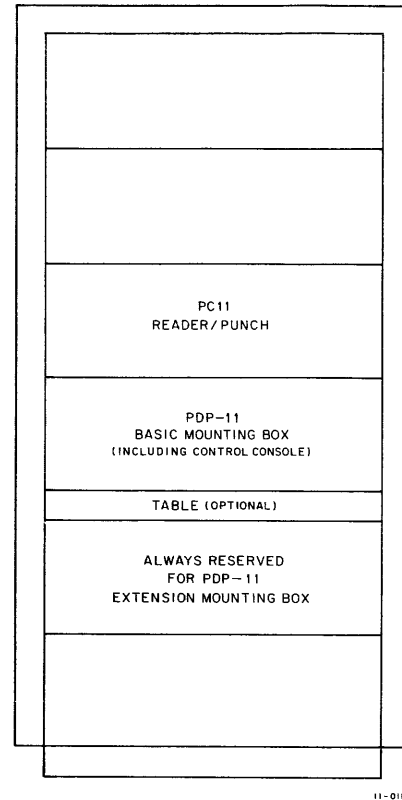 PC11
READER/PUNCH
PDP-11
BASIC MOUNTING BOX
(INCLUDING CONTROL CONSOLE)
TABLE (OPTIONAL)
ALWAYS RESERVED
FOR PDP-11
EXTENSION MOUNTING BOX